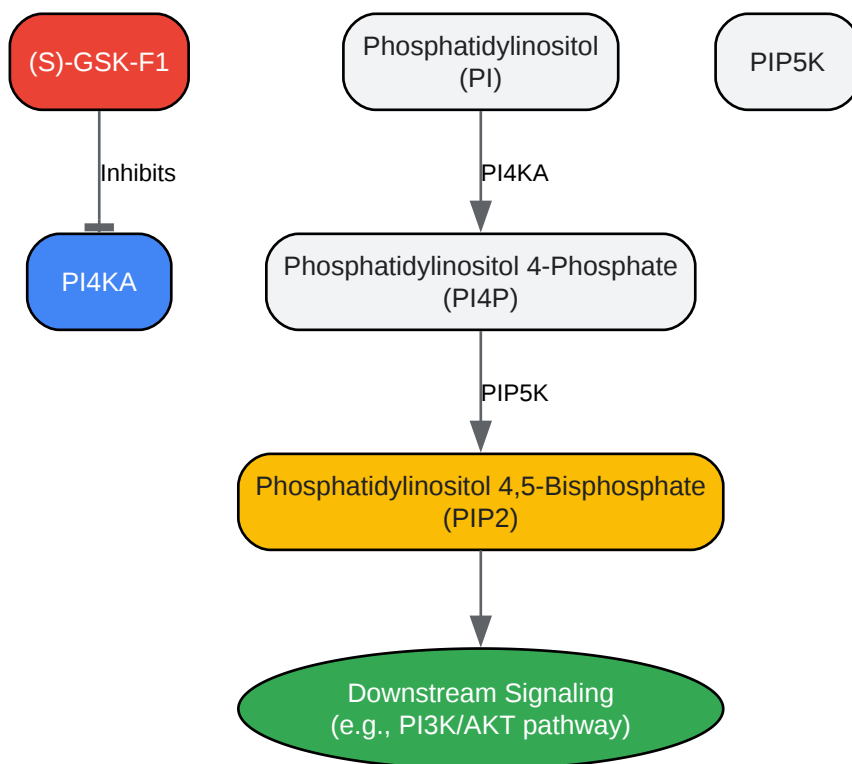 (S)-GSK-F1
Phosphatidylinositol
(PI)
PIP5K
Inhibits
PI4KA
PI4KA
Phosphatidylinositol 4-Phosphate
(PI4P)
PIP5K
Phosphatidylinositol 4,5-Bisphosphate
(PIP2)
Downstream Signaling
(e.g., PI3K/AKT pathway)